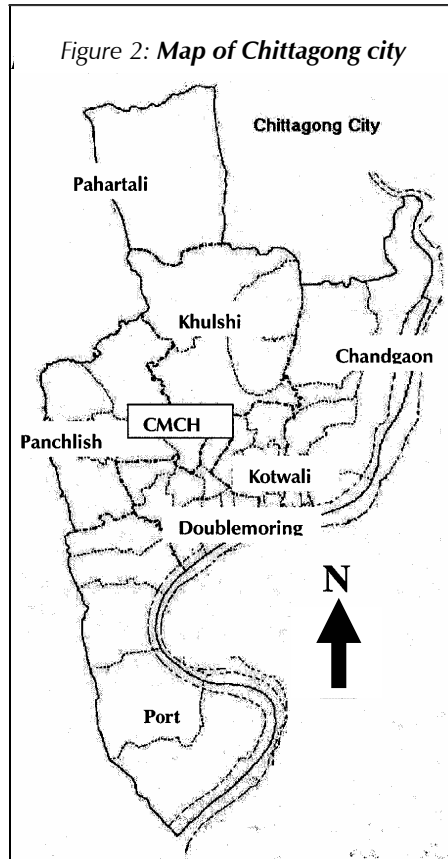 Figure 2: Map of Chittagong city
Chittagong City
Pahartali
Khulshi
Chandgaon
CMCH
Panchlish
Kotwali
Doublemoring
N
Port